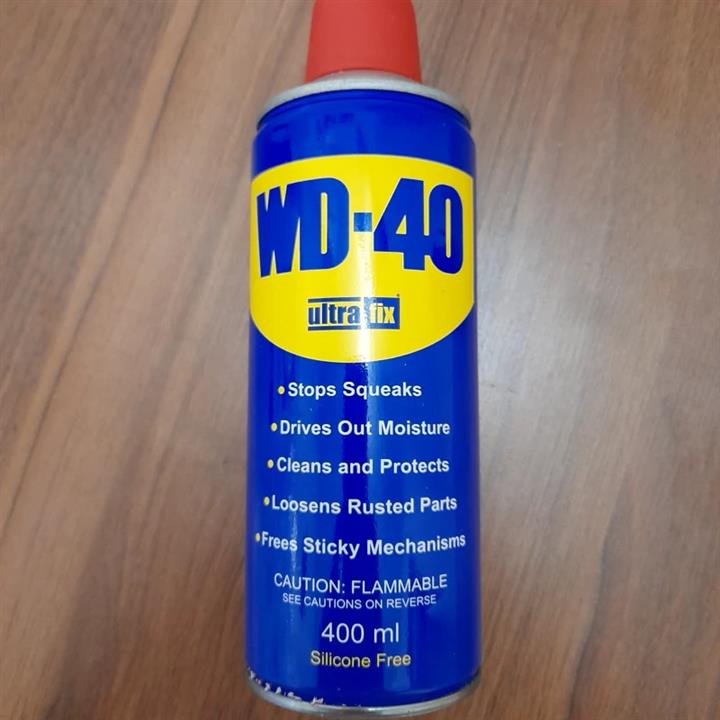 WD-40
ultra fix
•Stops Squeaks
•Drives Out Moisture
•Cleans and Protects
•Loosens Rusted Parts
•Frees Sticky Mechanisms
CAUTION: FLAMMABLE
SEE CAUTIONS ON REVERSE
400 ml
Silicone Free